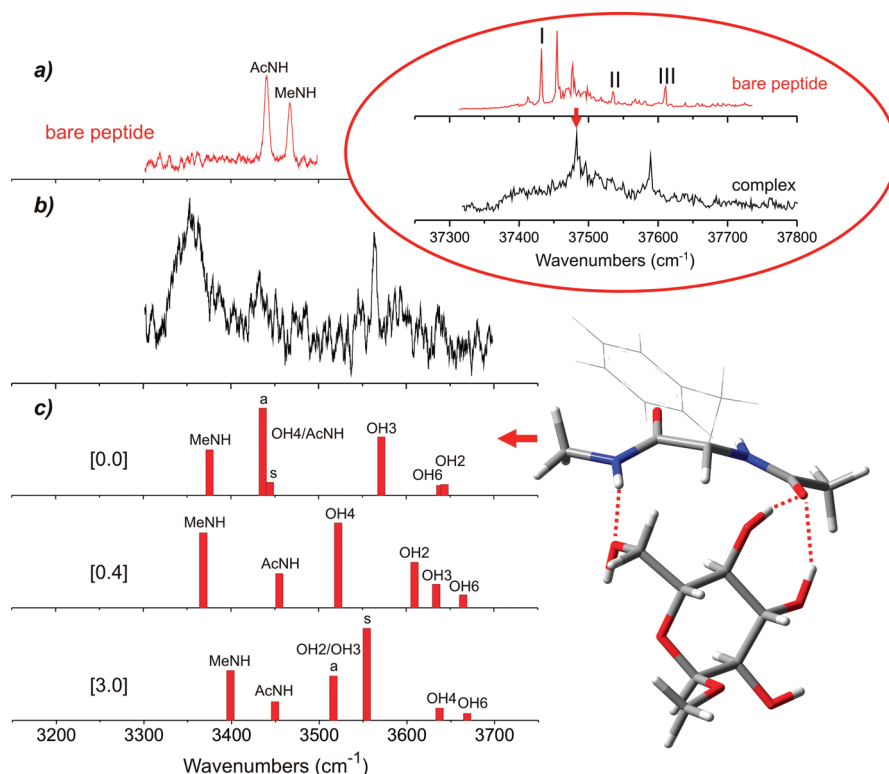 a)
AcNH
MeNH
bare peptide
I
II
III
bare peptide
complex
37300 37400 37500 37600 37700 37800
Wavenumbers (cm⁻¹)
b)
c)
[0.0]
MeNH
a
OH4/AcNH
s
OH3
OH6
OH2
[0.4]
MeNH
AcNH
OH4
OH2
OH3
OH6
[3.0]
MeNH
AcNH
OH2/OH3
a
s
OH4
OH6
3200 3300 3400 3500 3600 3700
Wavenumbers (cm⁻¹)